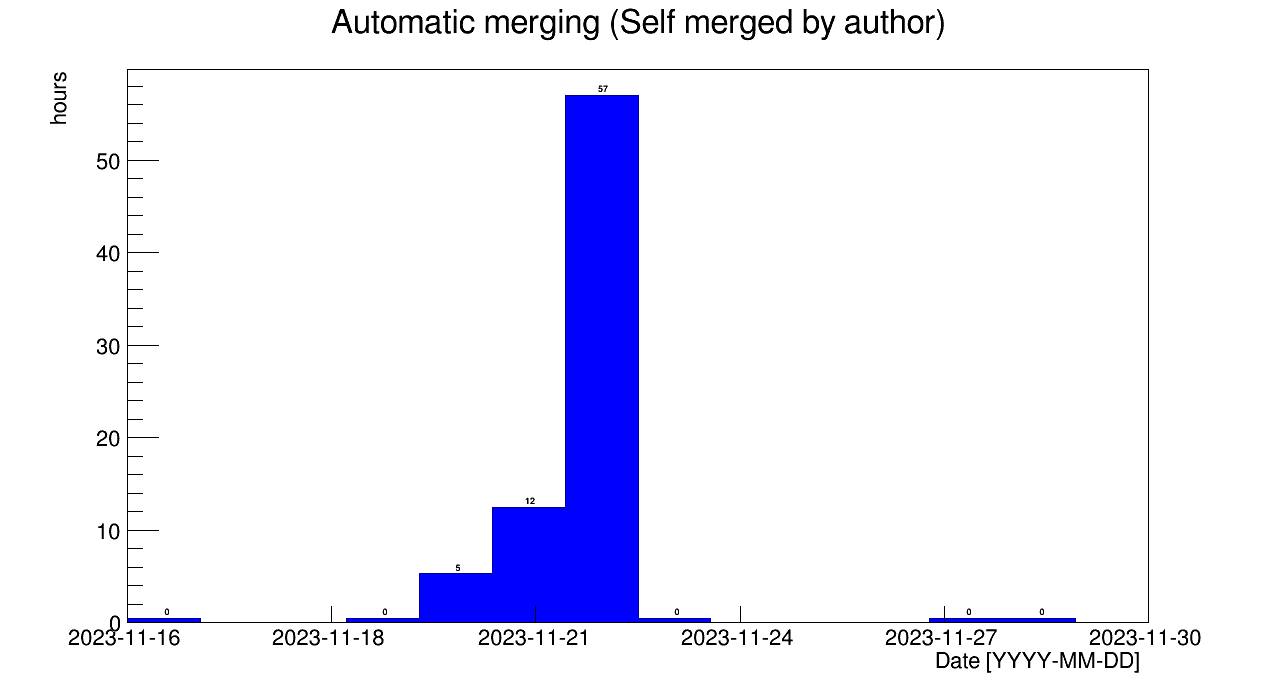 Automatic merging (Self merged by author)
hours
57
50
40
30
20
12
10
5
0
0 0 0 0 0
2023-11-16 2023-11-18 2023-11-21 2023-11-24 2023-11-27 2023-11-30
Date [YYYY-MM-DD]